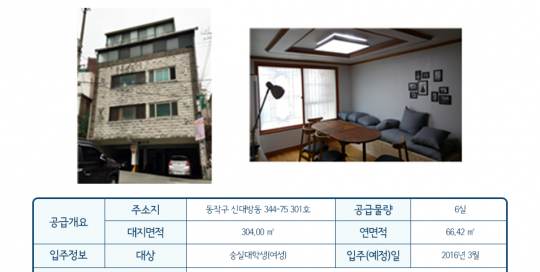 공급개요 주소지 동작구 신대방동 344-75 301호 공급물량 6실
대지면적 304.00 ㎡ 연면적 66.42 ㎡
입주정보 대상 숭실대학생(여성) 입주(예정)일 2016년 3월